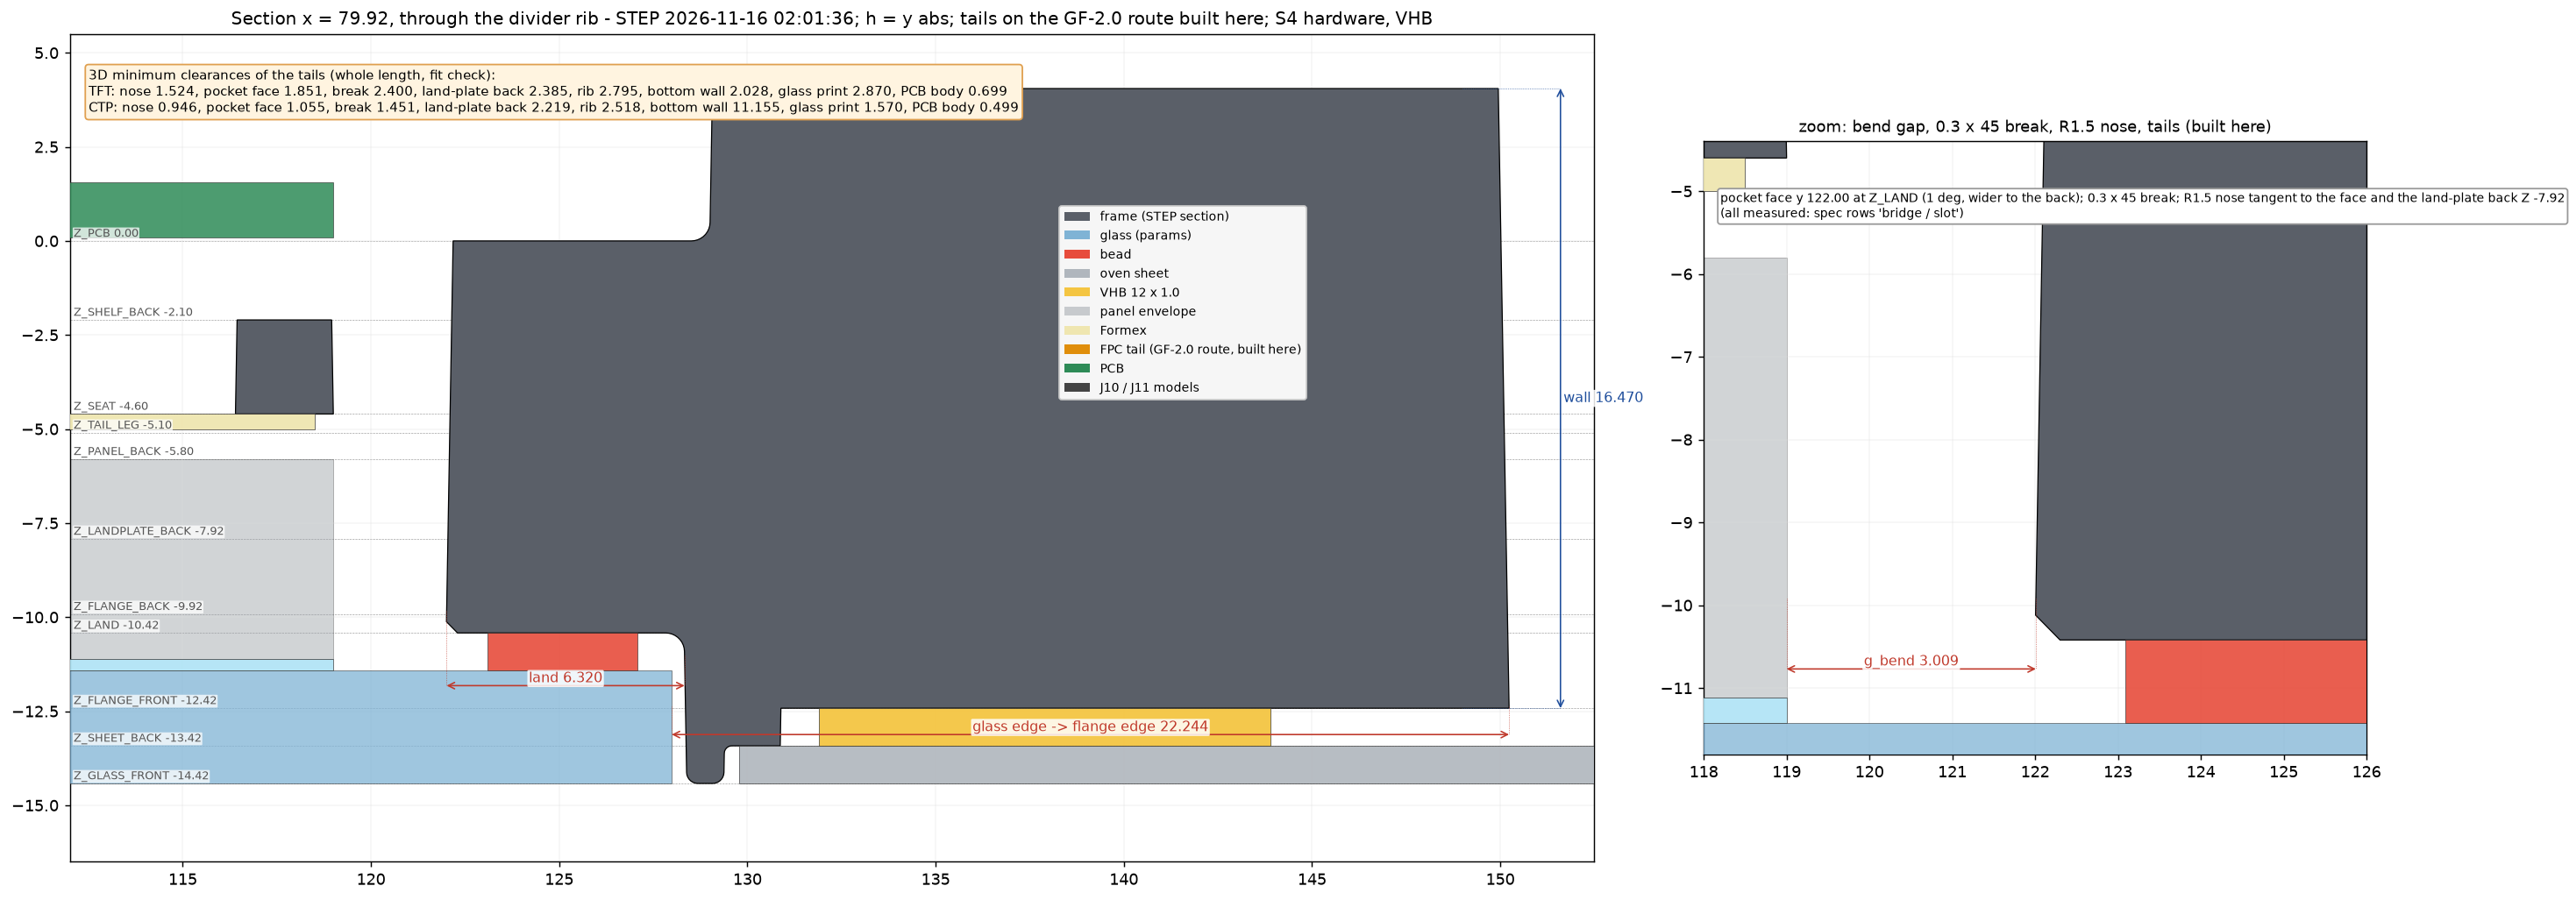 Section x = 79.92, through the divider rib - STEP 2026-11-16 02:01:36; h = y abs; tails on the GF-2.0 route built here; S4 hardware, VHB
5.0
2.5
0.0
−2.5
−5.0
−7.5
−10.0
−12.5
−15.0
3D minimum clearances of the tails (whole length, fit check):
TFT: nose 1.524, pocket face 1.851, break 2.400, land-plate back 2.385, rib 2.795, bottom wall 2.028, glass print 2.870, PCB body 0.699
CTP: nose 0.946, pocket face 1.055, break 1.451, land-plate back 2.219, rib 2.518, bottom wall 11.155, glass print 1.570, PCB body 0.499
Z_PCB 0.00
Z_SHELF_BACK -2.10
Z_SEAT -4.60
Z_TAIL_LEG -5.10
Z_PANEL_BACK -5.80
Z_LANDPLATE_BACK -7.92
Z_FLANGE_BACK -9.92
Z_LAND -10.42
Z_FLANGE_FRONT -12.42
Z_SHEET_BACK -13.42
Z_GLASS_FRONT -14.42
frame (STEP section)
glass (params)
bead
oven sheet
VHB 12 x 1.0
panel envelope
Formex
FPC tail (GF-2.0 route, built here)
PCB
J10 / J11 models
wall 16.470
land 6.320
glass edge -> flange edge 22.244
115
120
125
130
135
140
145
150
zoom: bend gap, 0.3 x 45 break, R1.5 nose, tails (built here)
−5
−6
−7
−8
−9
−10
−11
pocket face y 122.00 at Z_LAND (1 deg, wider to the back); 0.3 x 45 break; R1.5 nose tangent to the face and the land-plate back Z -7.92
(all measured: spec rows 'bridge / slot')
g_bend 3.009
118
119
120
121
122
123
124
125
126